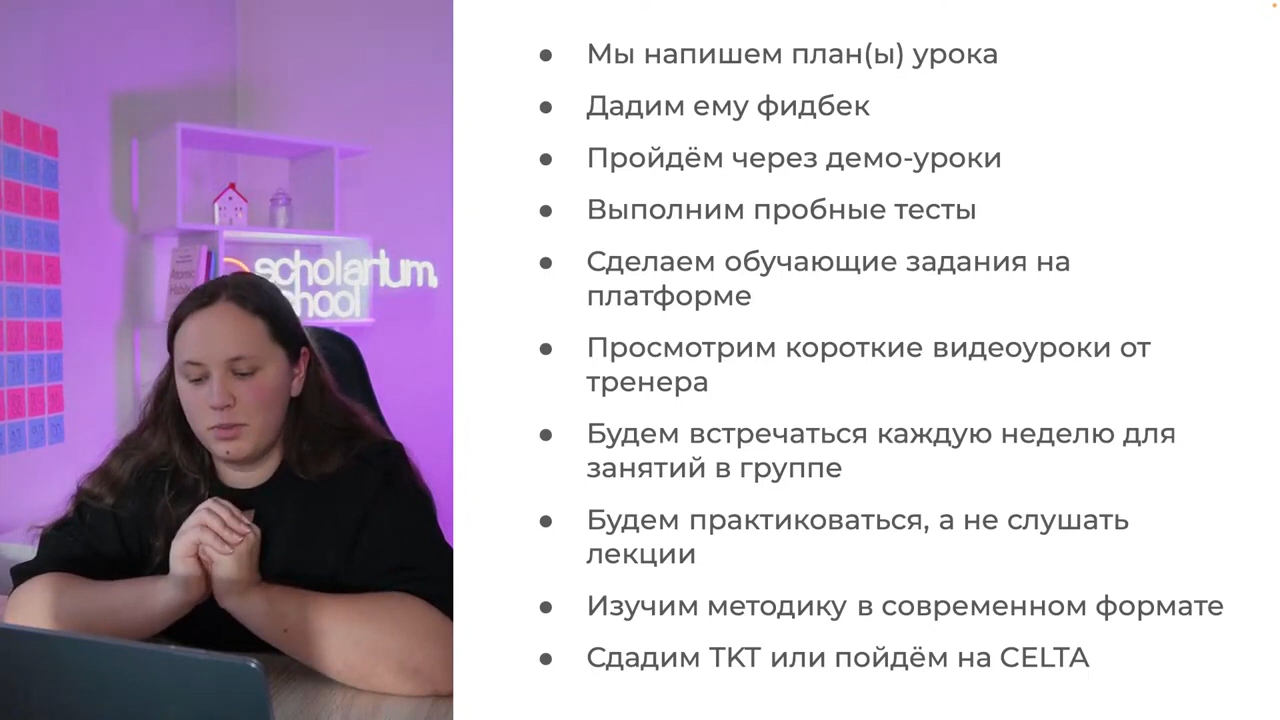 scholarium.
school
Atomic
Habits
● Мы напишем план(ы) урока
● Дадим ему фидбек
● Пройдём через демо-уроки
● Выполним пробные тесты
● Сделаем обучающие задания на
платформе
● Просмотрим короткие видеоуроки от
тренера
● Будем встречаться каждую неделю для
занятий в группе
● Будем практиковаться, а не слушать
лекции
● Изучим методику в современном формате
● Сдадим TKT или пойдём на CELTA